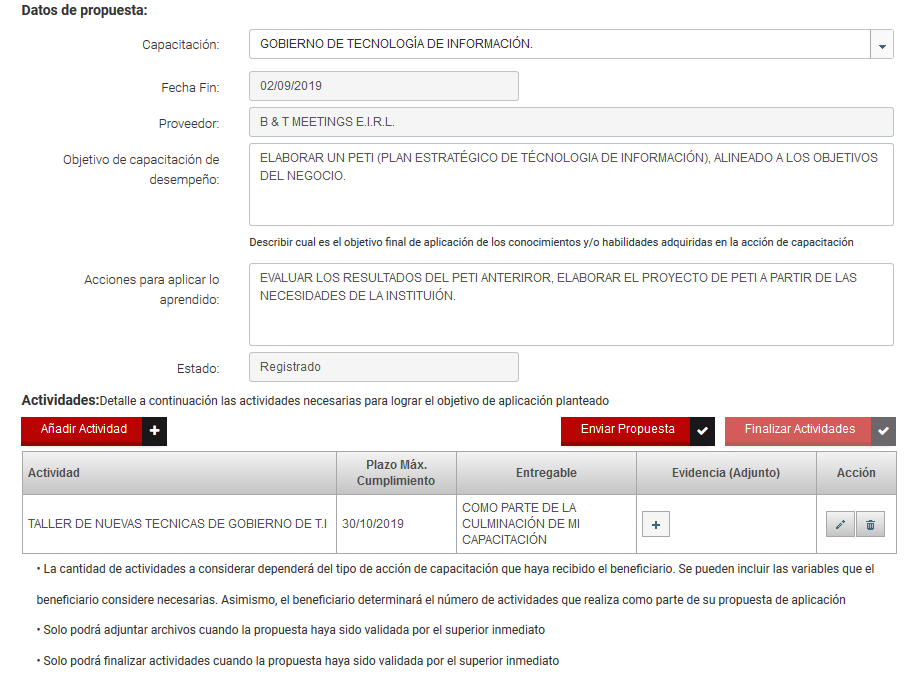 Datos de propuesta:
Capacitación:
GOBIERNO DE TECNOLOGÍA DE INFORMACIÓN.
Fecha Fin:
02/09/2019
Proveedor:
B & T MEETINGS E.I.R.L.
Objetivo de capacitación de
desempeño:
ELABORAR UN PETI (PLAN ESTRATÉGICO DE TÉCNOLOGIA DE INFORMACIÓN), ALINEADO A LOS OBJETIVOS
DEL NEGOCIO.
Describir cual es el objetivo final de aplicación de los conocimientos y/o habilidades adquiridas en la acción de capacitación
Acciones para aplicar lo
aprendido:
EVALUAR LOS RESULTADOS DEL PETI ANTERIROR, ELABORAR EL PROYECTO DE PETI A PARTIR DE LAS
NECESIDADES DE LA INSTITUIÓN.
Estado:
Registrado
Actividades:Detalle a continuación las actividades necesarias para lograr el objetivo de aplicación planteado
Añadir Actividad
Enviar Propuesta
Finalizar Actividades
Actividad
Plazo Máx.
Cumplimiento
Entregable
Evidencia (Adjunto)
Acción
TALLER DE NUEVAS TECNICAS DE GOBIERNO DE T.I
30/10/2019
COMO PARTE DE LA
CULMINACIÓN DE MI
CAPACITACIÓN
• La cantidad de actividades a considerar dependerá del tipo de acción de capacitación que haya recibido el beneficiario. Se pueden incluir las variables que el
beneficiario considere necesarias. Asimismo, el beneficiario determinará el número de actividades que realiza como parte de su propuesta de aplicación
• Solo podrá adjuntar archivos cuando la propuesta haya sido validada por el superior inmediato
• Solo podrá finalizar actividades cuando la propuesta haya sido validada por el superior inmediato